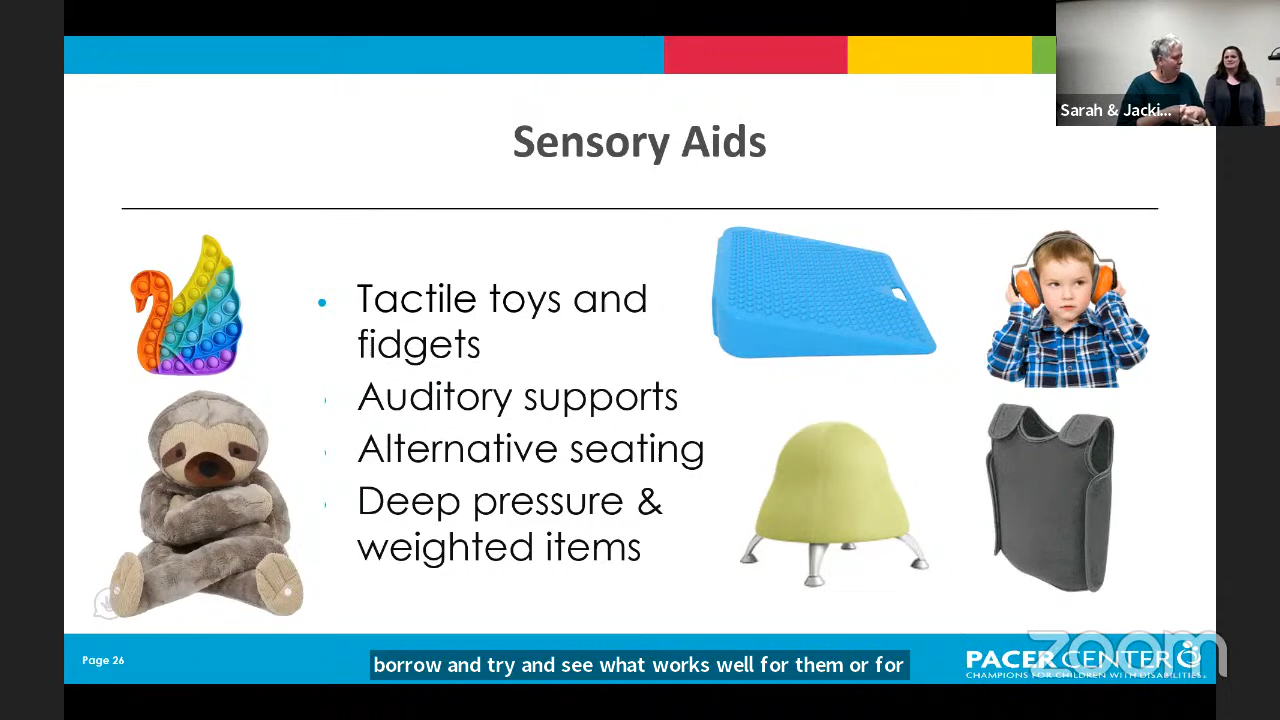 Sarah & Jacki...
Sensory Aids
• Tactile toys and
fidgets
Auditory supports
Alternative seating
Deep pressure &
weighted items
Page 26
borrow and try and see what works well for them or for
PACER CENTER
CHAMPIONS FOR CHILDREN WITH DISABILITIES
zoom